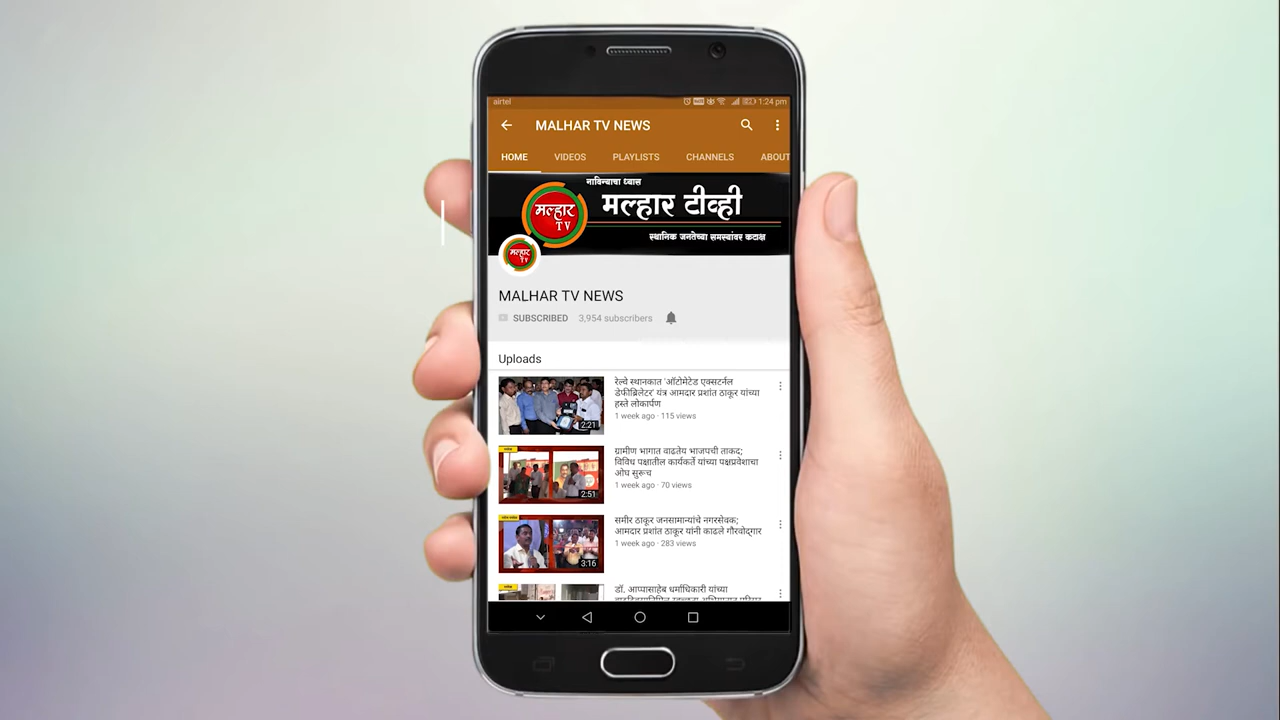 airtel 1:24 pm
MALHAR TV NEWS
HOME VIDEOS PLAYLISTS CHANNELS ABOUT
नाविन्याचा ध्यास
मल्हार टीव्ही
स्थानिक जनतेच्या समस्यांवर कटाक्ष
मल्हार
TV
मल्हार
TV
MALHAR TV NEWS
SUBSCRIBED 3,954 subscribers
Uploads
रेल्वे स्थानकात 'ऑटोमेटेड एक्सटर्नल
डेफीब्रिलेटर' यंत्र आमदार प्रशांत ठाकूर यांच्या
हस्ते लोकार्पण
1 week ago · 115 views
2:21
ग्रामीण भागात वाढतेय भाजपची ताकद;
विविध पक्षातील कार्यकर्ते यांच्या पक्षप्रवेशाचा
ओघ सुरूच
1 week ago · 70 views
2:51
समीर ठाकूर जनसामान्यांचे नगरसेवक;
आमदार प्रशांत ठाकूर यांनी काढले गौरवोद्गार
1 week ago · 283 views
3:16
डॉ. आप्पासाहेब धर्माधिकारी यांच्या